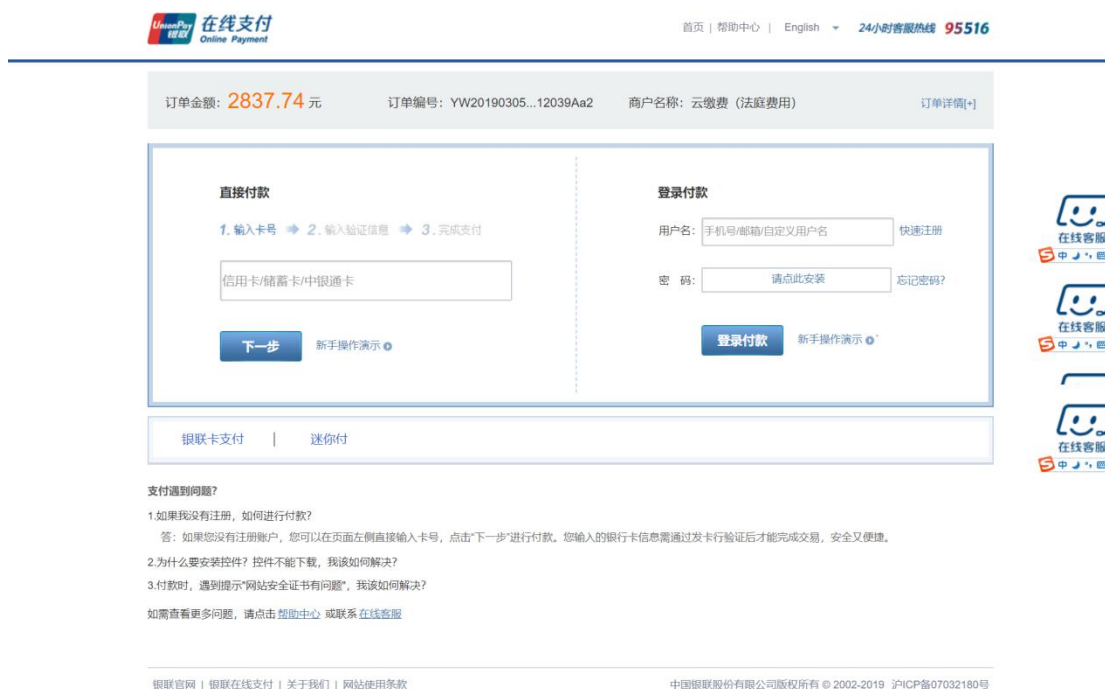 UnionPay 银联 在线支付 Online Payment
首页 | 帮助中心 | English 24小时客服热线 95516
订单金额：2837.74 元 订单编号：YW20190305...12039Aa2 商户名称：云缴费（法庭费用） 订单详情[+]
直接付款
1. 输入卡号 2. 输入验证信息 3. 完成支付
信用卡/储蓄卡/中银通卡
下一步 新手操作演示
登录付款
用户名： 手机号/邮箱/自定义用户名 快速注册
密 码： 请点此安装 忘记密码?
登录付款 新手操作演示
在线客服
中
在线客服
中
在线客服
中
银联卡支付 | 迷你付
支付遇到问题?
1.如果我没有注册，如何进行付款?
答：如果您没有注册账户，您可以在页面左侧直接输入卡号，点击“下一步”进行付款。您输入的银行卡信息需通过发卡行验证后才能完成交易，安全又便捷。
2.为什么要安装控件? 控件不能下载，我该如何解决?
3.付款时，遇到提示“网站安全证书有问题”，我该如何解决?
如需查看更多问题，请点击 帮助中心 或联系 在线客服
银联官网 | 银联在线支付 | 关于我们 | 网站使用条款 中国银联股份有限公司版权所有 © 2002-2019 沪ICP备07032180号